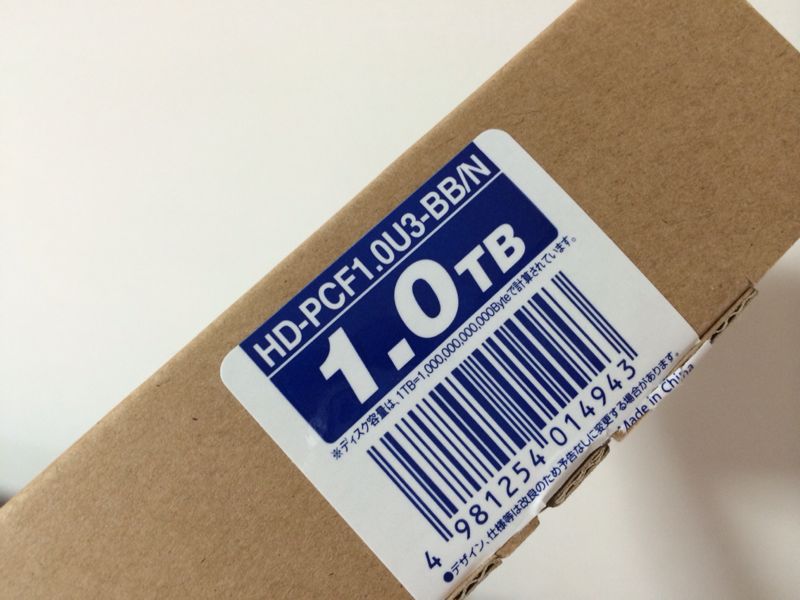 HD-PCF1.0U3-BB/N
1.0TB
※ディスク容量は、1TB=1,000,000,000,000Byteで計算されています。
4 981254 014943
●デザイン、仕様等は改良のため予告なしに変更する場合があります。
Made in China